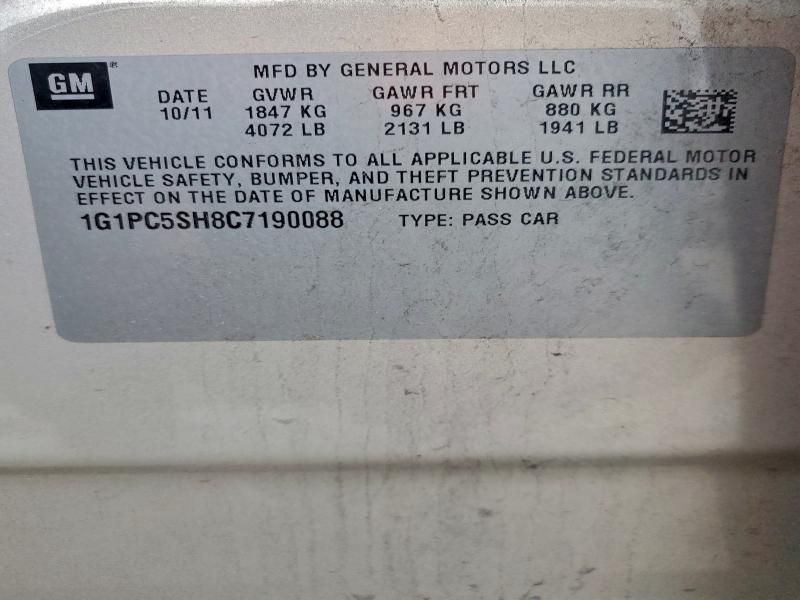 GM
MFD BY GENERAL MOTORS LLC
DATE GVWR GAWR FRT GAWR RR
10/11 1847 KG 967 KG 880 KG
4072 LB 2131 LB 1941 LB
THIS VEHICLE CONFORMS TO ALL APPLICABLE U.S. FEDERAL MOTOR
VEHICLE SAFETY, BUMPER, AND THEFT PREVENTION STANDARDS IN
EFFECT ON THE DATE OF MANUFACTURE SHOWN ABOVE.
1G1PC5SH8C7190088 TYPE: PASS CAR